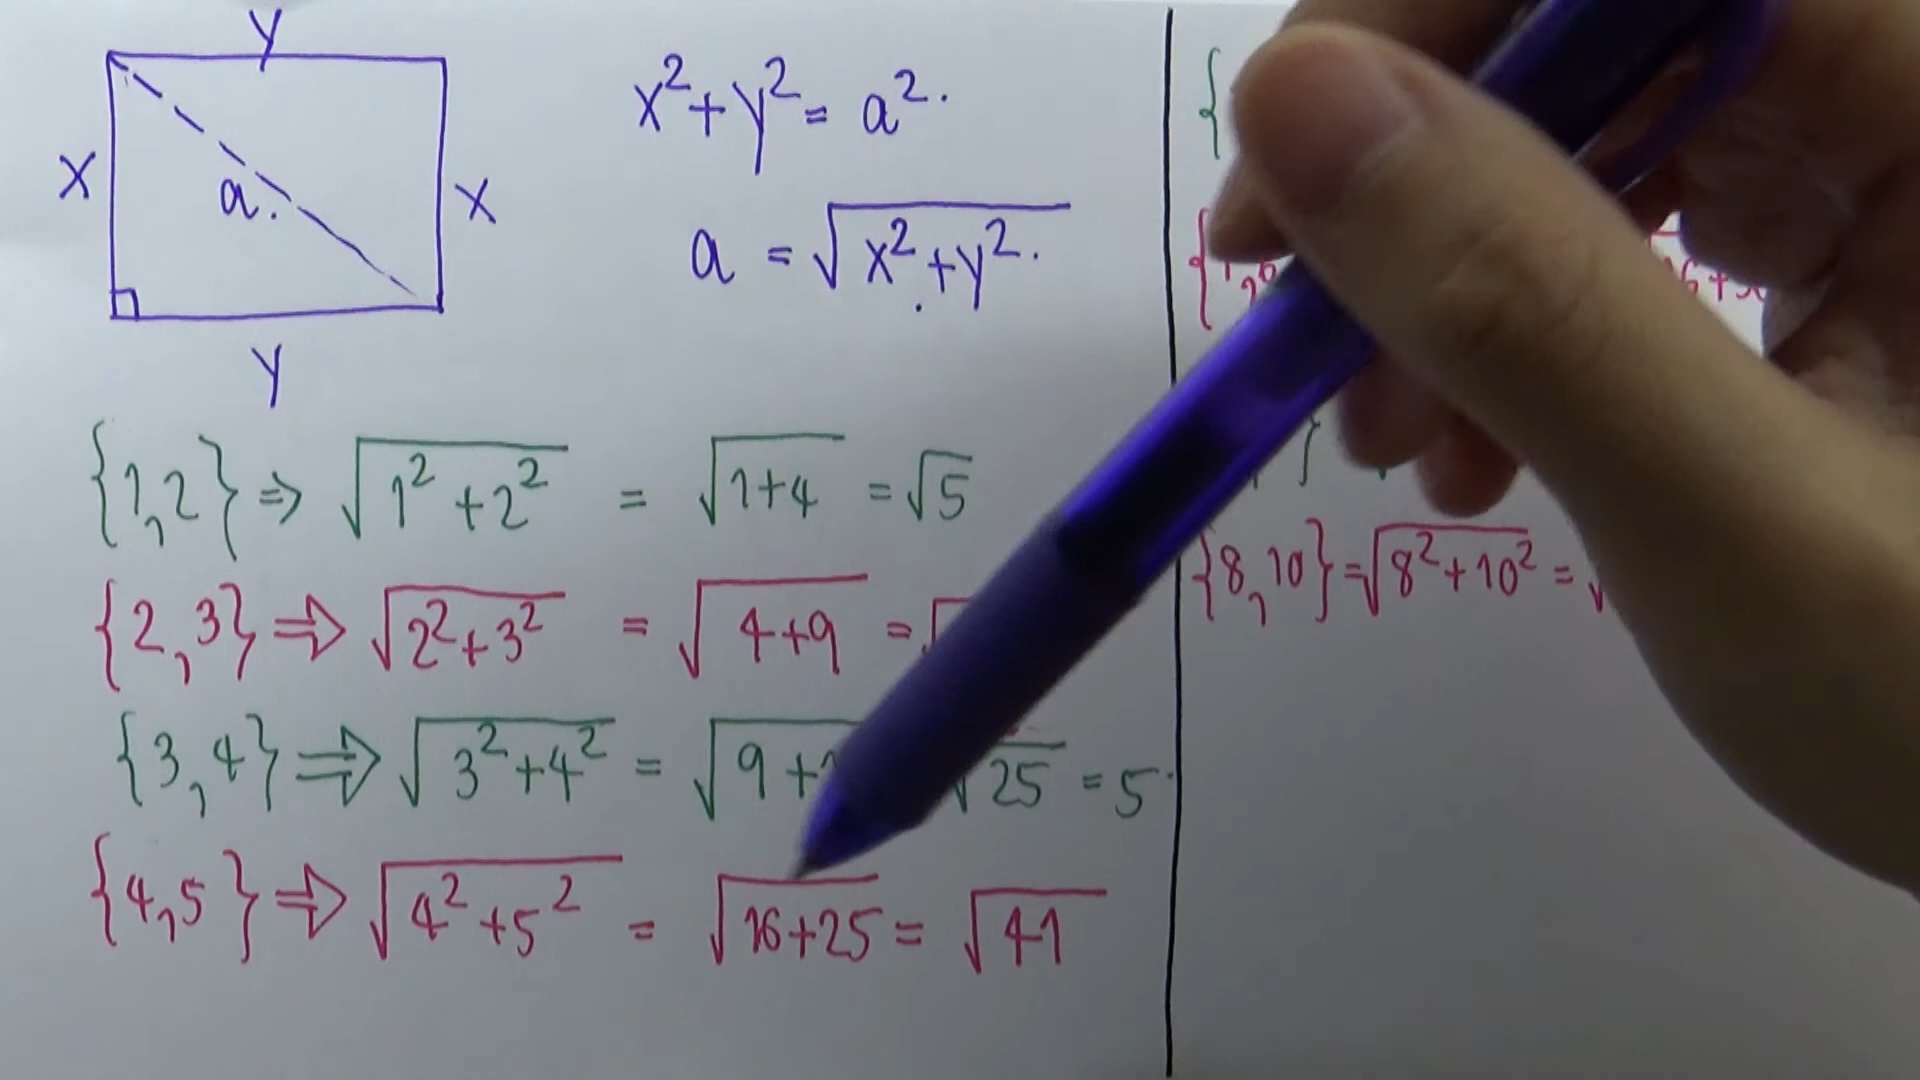 y
x² + y² = a².
x
a.
x
a = √(x² + y².)
y
{1, 2} ⇒ √(1² + 2²) = √(1+4) = √5
{2, 3} ⇒ √(2² + 3²) = √(4+9) = √
{3, 4} ⇒ √(3² + 4²) = √(9+ √25 = 5.
{4, 5} ⇒ √(4² + 5²) = √(16+25) = √41
{8, 10} = √(8² + 10²) = √